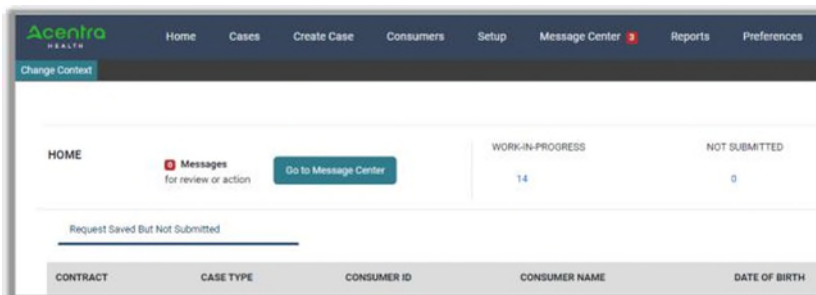 Acentra
HEALTH
Home Cases Create Case Consumers Setup Message Center 3 Reports Preferences
Change Context
HOME
0 Messages
for review or action
Go to Message Center
WORK-IN-PROGRESS
14
NOT SUBMITTED
0
Request Saved But Not Submitted
CONTRACT CASE TYPE CONSUMER ID CONSUMER NAME DATE OF BIRTH